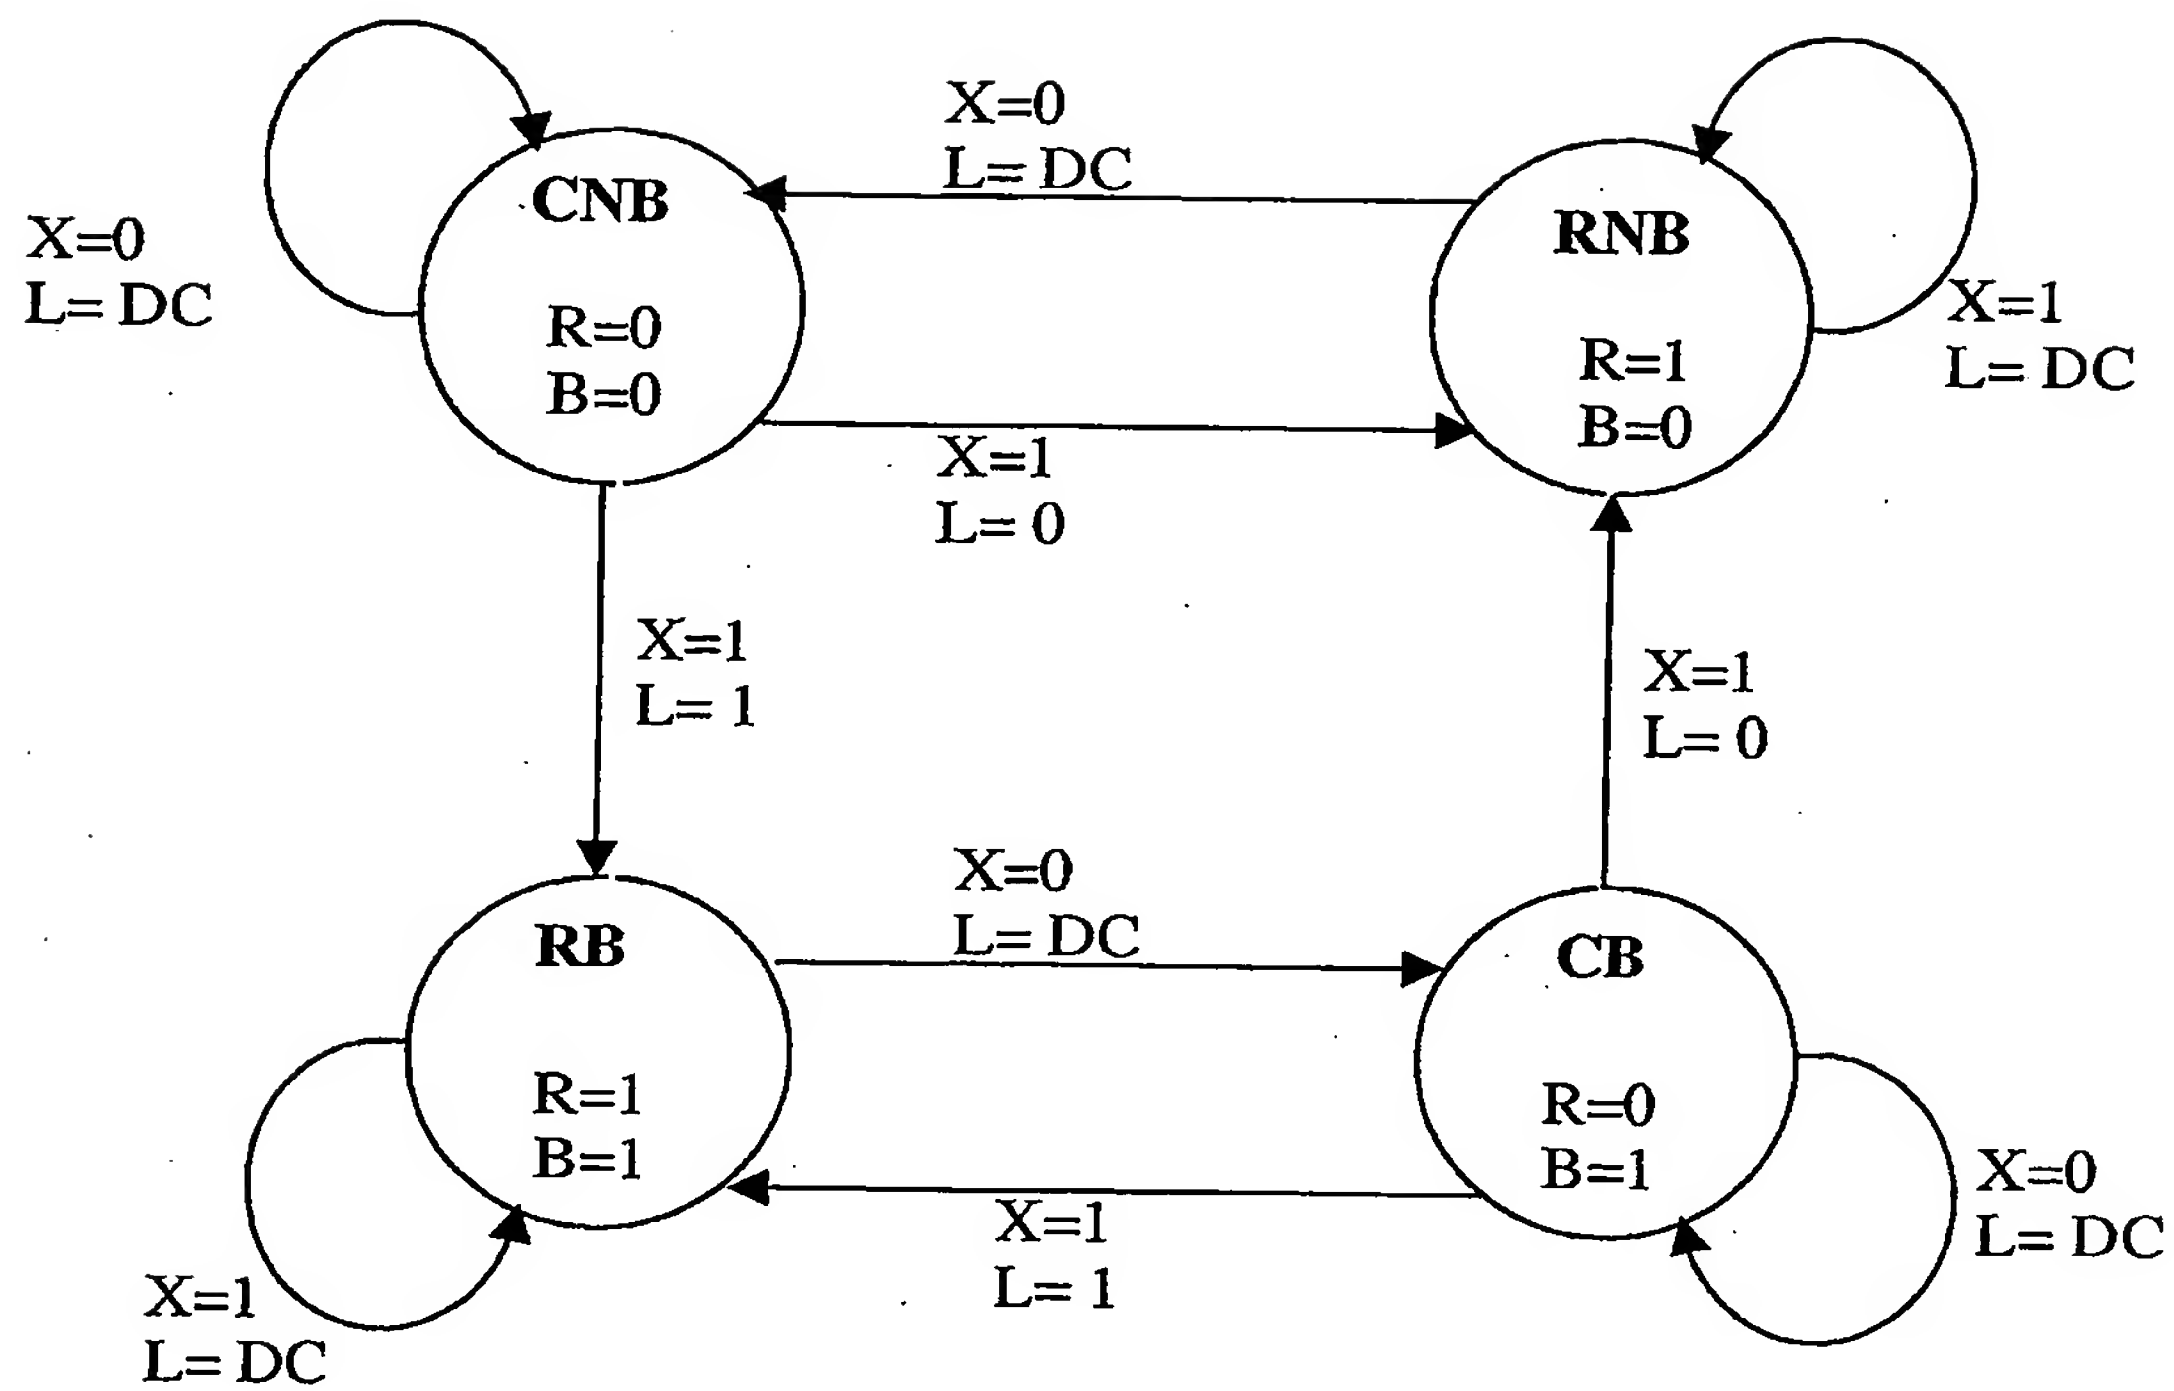 X=0
L= DC
CNB
R=0
B=0
X=0
L= DC
RNB
R=1
B=0
X=1
L= DC
X=1
L= 0
X=1
L= 1
X=1
L= 0
RB
R=1
B=1
X=0
L= DC
CB
R=0
B=1
X=1
L= DC
X=1
L= 1
X=0
L= DC